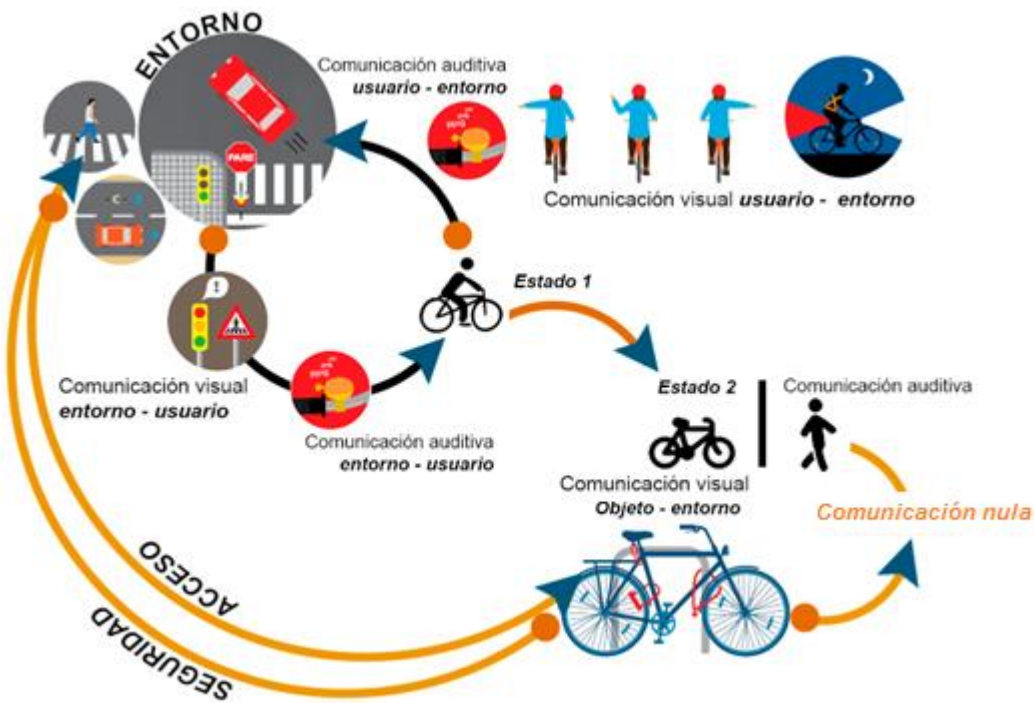 ENTORNO
Comunicación auditiva
usuario - entorno
PARE
Comunicación visual usuario - entorno
!
Estado 1
Comunicación visual
entorno - usuario
Comunicación auditiva
entorno - usuario
Estado 2
Comunicación auditiva
Comunicación visual
Objeto - entorno
Comunicación nula
ACCESO
SEGURIDAD